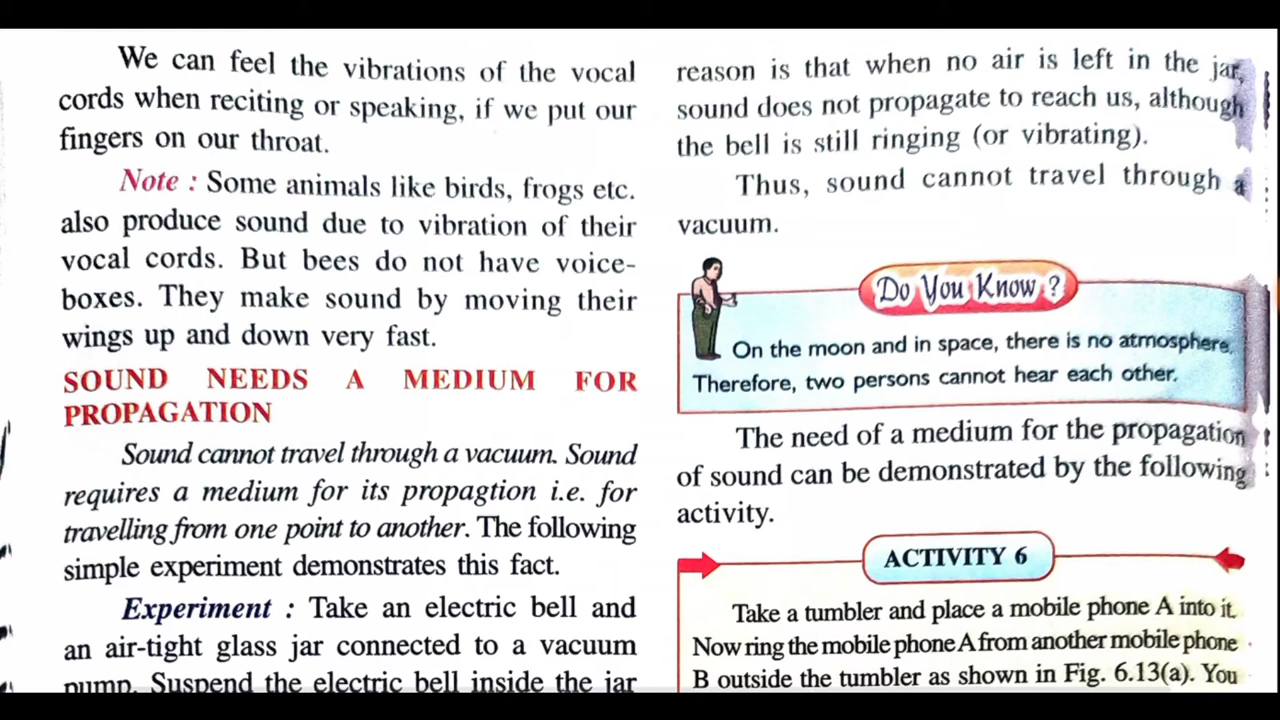 We can feel the vibrations of the vocal
cords when reciting or speaking, if we put our
fingers on our throat.
Note : Some animals like birds, frogs etc.
also produce sound due to vibration of their
vocal cords. But bees do not have voice-
boxes. They make sound by moving their
wings up and down very fast.
SOUND NEEDS A MEDIUM FOR
PROPAGATION
Sound cannot travel through a vacuum. Sound
requires a medium for its propagtion i.e. for
travelling from one point to another. The following
simple experiment demonstrates this fact.
Experiment : Take an electric bell and
an air-tight glass jar connected to a vacuum
pump. Suspend the electric bell inside the jar
reason is that when no air is left in the jar,
sound does not propagate to reach us, although
the bell is still ringing (or vibrating).
Thus, sound cannot travel through a
vacuum.
Do You Know ?
On the moon and in space, there is no atmosphere.
Therefore, two persons cannot hear each other.
The need of a medium for the propagation
of sound can be demonstrated by the following
activity.
ACTIVITY 6
Take a tumbler and place a mobile phone A into it.
Now ring the mobile phone A from another mobile phone
B outside the tumbler as shown in Fig. 6.13(a). You